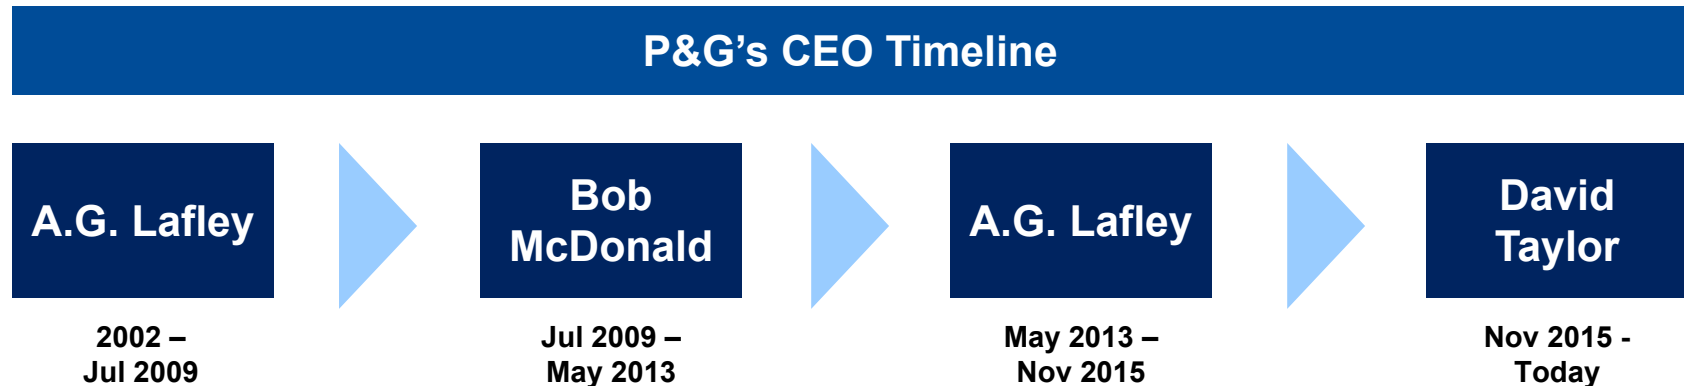 P&G’s CEO Timeline
A.G. Lafley
Bob
McDonald
A.G. Lafley
David
Taylor
2002 –
Jul 2009
Jul 2009 –
May 2013
May 2013 –
Nov 2015
Nov 2015 -
Today